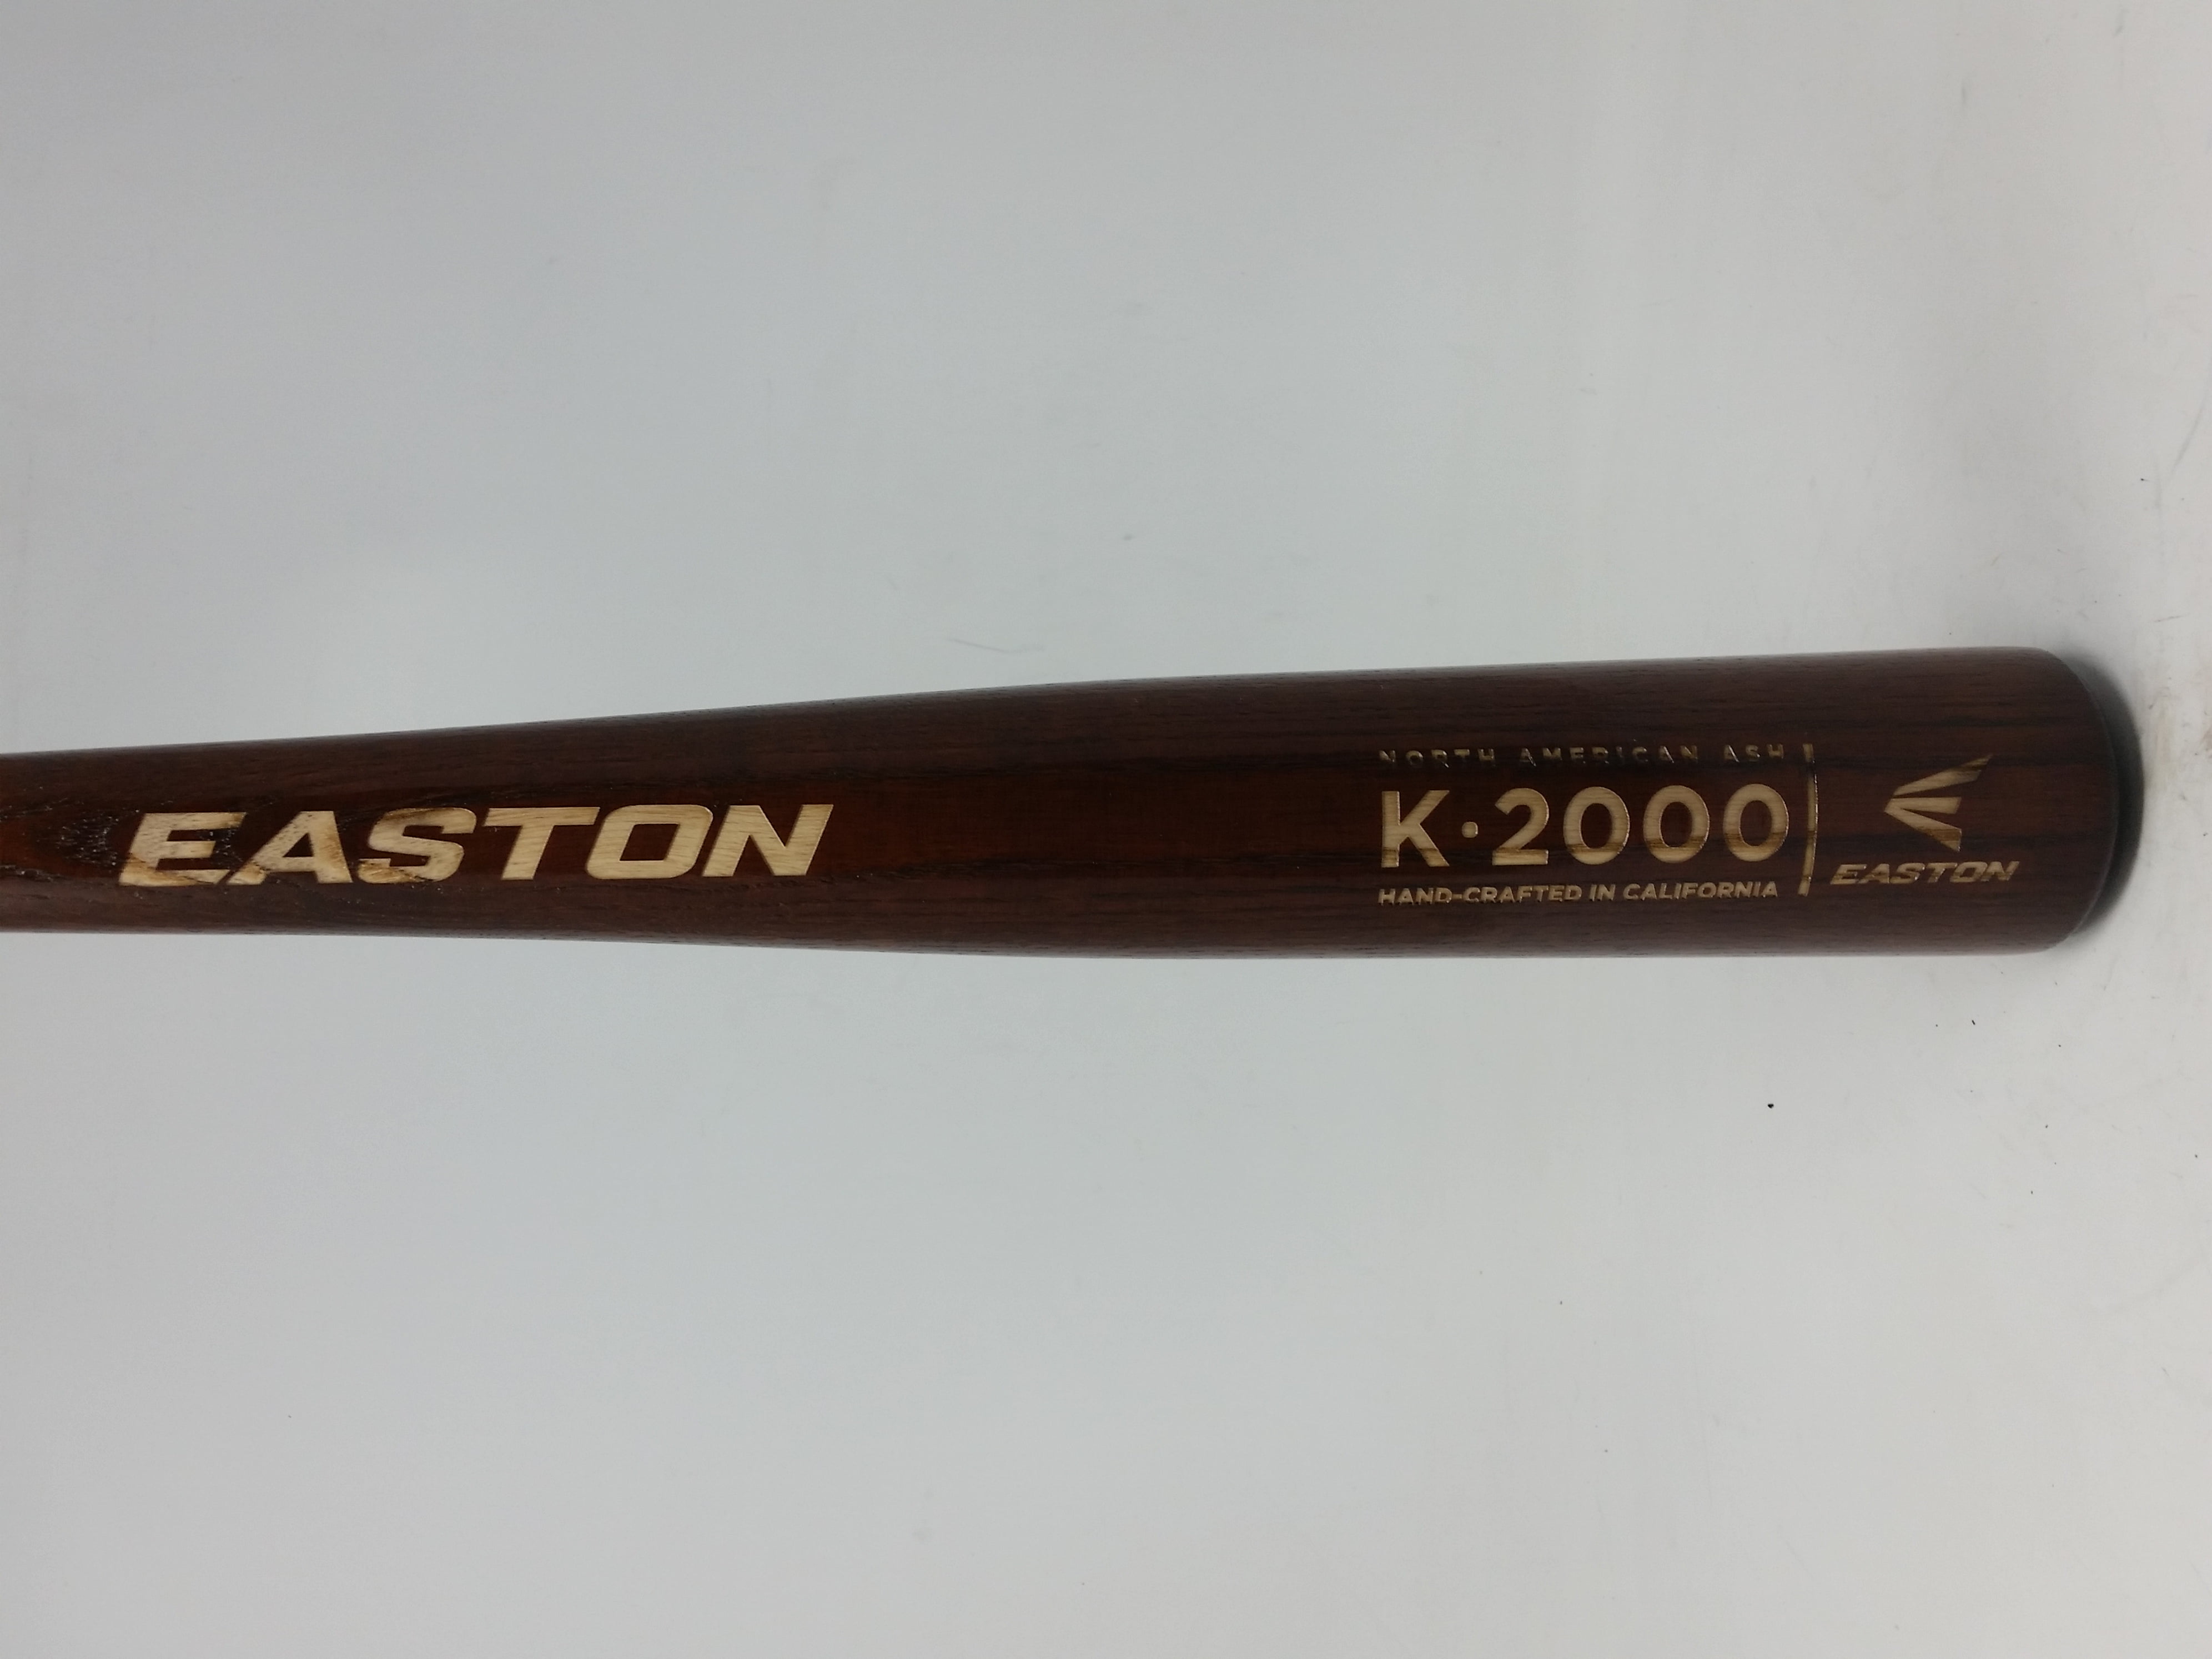 EASTON
NORTH AMERICAN ASH
K·2000
HAND-CRAFTED IN CALIFORNIA
EASTON